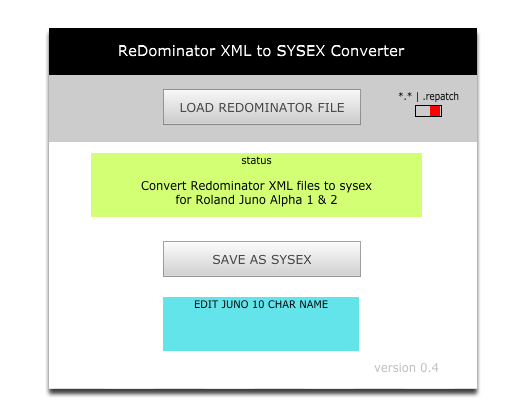 ReDominator XML to SYSEX Converter
*.* | .repatch
LOAD REDOMINATOR FILE
status
Convert Redominator XML files to sysex
for Roland Juno Alpha 1 & 2
SAVE AS SYSEX
EDIT JUNO 10 CHAR NAME
version 0.4